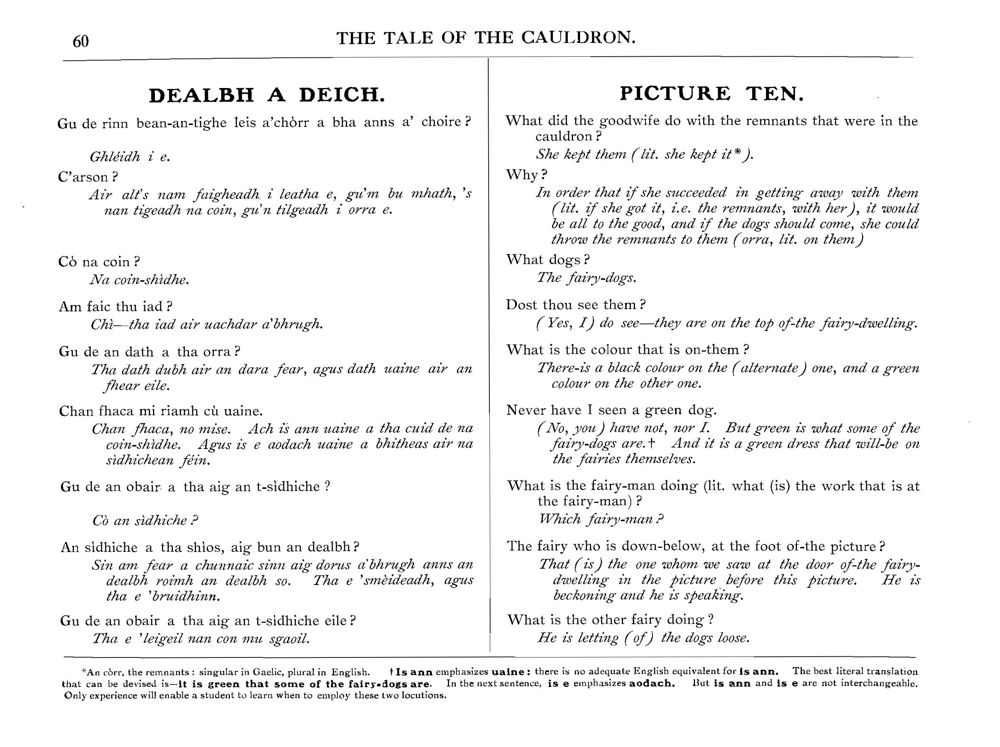 60
THE TALE OF THE CAULDRON.
DEALBH A DEICH.
Gu de rinn bean-an-tighe leis a'chòrr a bha anns a' choire?
Ghléidh i e.
C'arson?
Air alt's nam faigheadh i leatha e, gu'm bu mhath, 's
nan tigeadh na coin, gu'n tilgeadh i orra e.
Cò na coin?
Na coin-shìdhe.
Am faic thu iad?
Chì—tha iad air uachdar a'bhrugh.
Gu de an dath a tha orra?
Tha dath dubh air an dara fear, agus dath uaine air an
fhear eile.
Chan fhaca mi riamh cù uaine.
Chan fhaca, no mise. Ach is ann uaine a tha cuid de na
coin-shìdhe. Agus is e aodach uaine a bhitheas air na
sìdhichean féin.
Gu de an obair a tha aig an t-sìdhiche?
Cò an sìdhiche?
An sìdhiche a tha shìos, aig bun an dealbh?
Sin am fear a chunnaic sinn aig dorus a'bhrugh anns an
dealbh roimh an dealbh so. Tha e 'smèideadh, agus
tha e 'bruidhinn.
Gu de an obair a tha aig an t-sìdhiche eile?
Tha e 'leigeil nan con mu sgaoil.
PICTURE TEN.
What did the goodwife do with the remnants that were in the
cauldron?
She kept them (lit. she kept it*).
Why?
In order that if she succeeded in getting away with them
(lit. if she got it, i.e. the remnants, with her), it would
be all to the good, and if the dogs should come, she could
throw the remnants to them (orra, lit. on them)
What dogs?
The fairy-dogs.
Dost thou see them?
(Yes, I) do see—they are on the top of-the fairy-dwelling.
What is the colour that is on-them?
There-is a black colour on the (alternate) one, and a green
colour on the other one.
Never have I seen a green dog.
(No, you) have not, nor I. But green is what some of the
fairy-dogs are.† And it is a green dress that will-be on
the fairies themselves.
What is the fairy-man doing (lit. what (is) the work that is at
the fairy-man)?
Which fairy-man?
The fairy who is down-below, at the foot of-the picture?
That (is) the one whom we saw at the door of-the fairy-
dwelling in the picture before this picture. He is
beckoning and he is speaking.
What is the other fairy doing?
He is letting (of) the dogs loose.
*An còrr, the remnants: singular in Gaelic, plural in English. †Is ann emphasizes uaine: there is no adequate English equivalent for is ann. The best literal translation
that can be devised is—it is green that some of the fairy-dogs are. In the next sentence, is e emphasizes aodach. But is ann and is e are not interchangeable.
Only experience will enable a student to learn when to employ these two locutions.